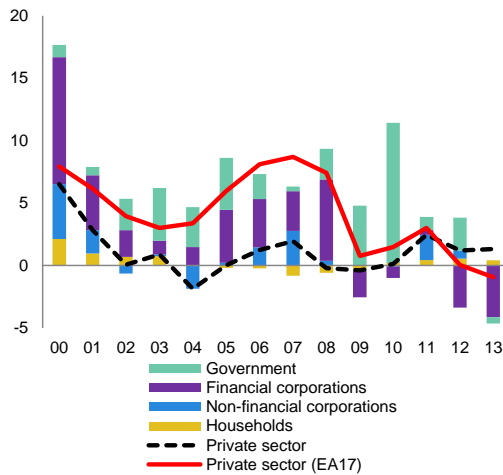 20
15
10
5
0
-5
00 01 02 03 04 05 06 07 08 09 10 11 12 13
Government
Financial corporations
Non-financial corporations
Households
Private sector
Private sector (EA17)